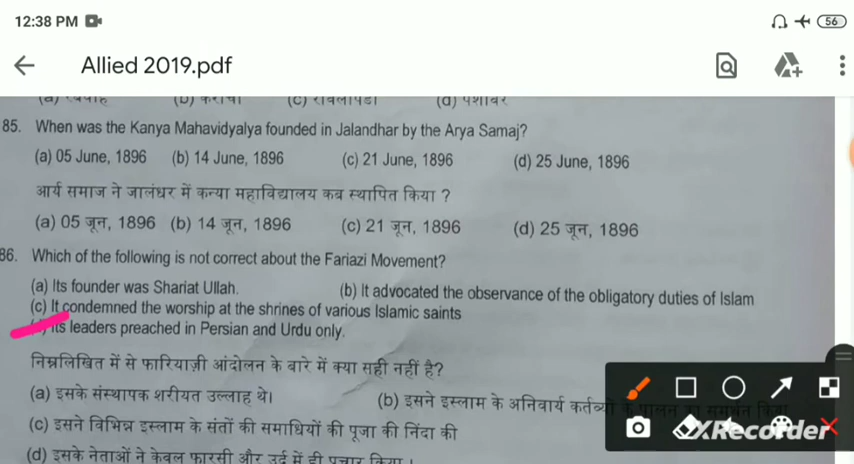 12:38 PM
56
Allied 2019.pdf
85. When was the Kanya Mahavidyalya founded in Jalandhar by the Arya Samaj?
(a) 05 June, 1896 (b) 14 June, 1896 (c) 21 June, 1896 (d) 25 June, 1896
आर्य समाज ने जालंधर में कन्या महाविद्यालय कब स्थापित किया ?
(a) 05 जून, 1896 (b) 14 जून, 1896 (c) 21 जून, 1896 (d) 25 जून, 1896
86. Which of the following is not correct about the Fariazi Movement?
(a) Its founder was Shariat Ullah. (b) It advocated the observance of the obligatory duties of Islam
(c) It condemned the worship at the shrines of various Islamic saints
Its leaders preached in Persian and Urdu only.
निम्नलिखित में से फारियाज़ी आंदोलन के बारे में क्या सही नहीं है?
(a) इसके संस्थापक शरीयत उल्लाह थे। (b) इसने इस्लाम के अनिवार्य कर्तव्यों
(c) इसने विभिन्न इस्लाम के संतों की समाधियों की पूजा की निंदा की
XRecorder
(d) इसके नेताओं ने केवल फारसी और उर्दू में ही प्रचार किया।